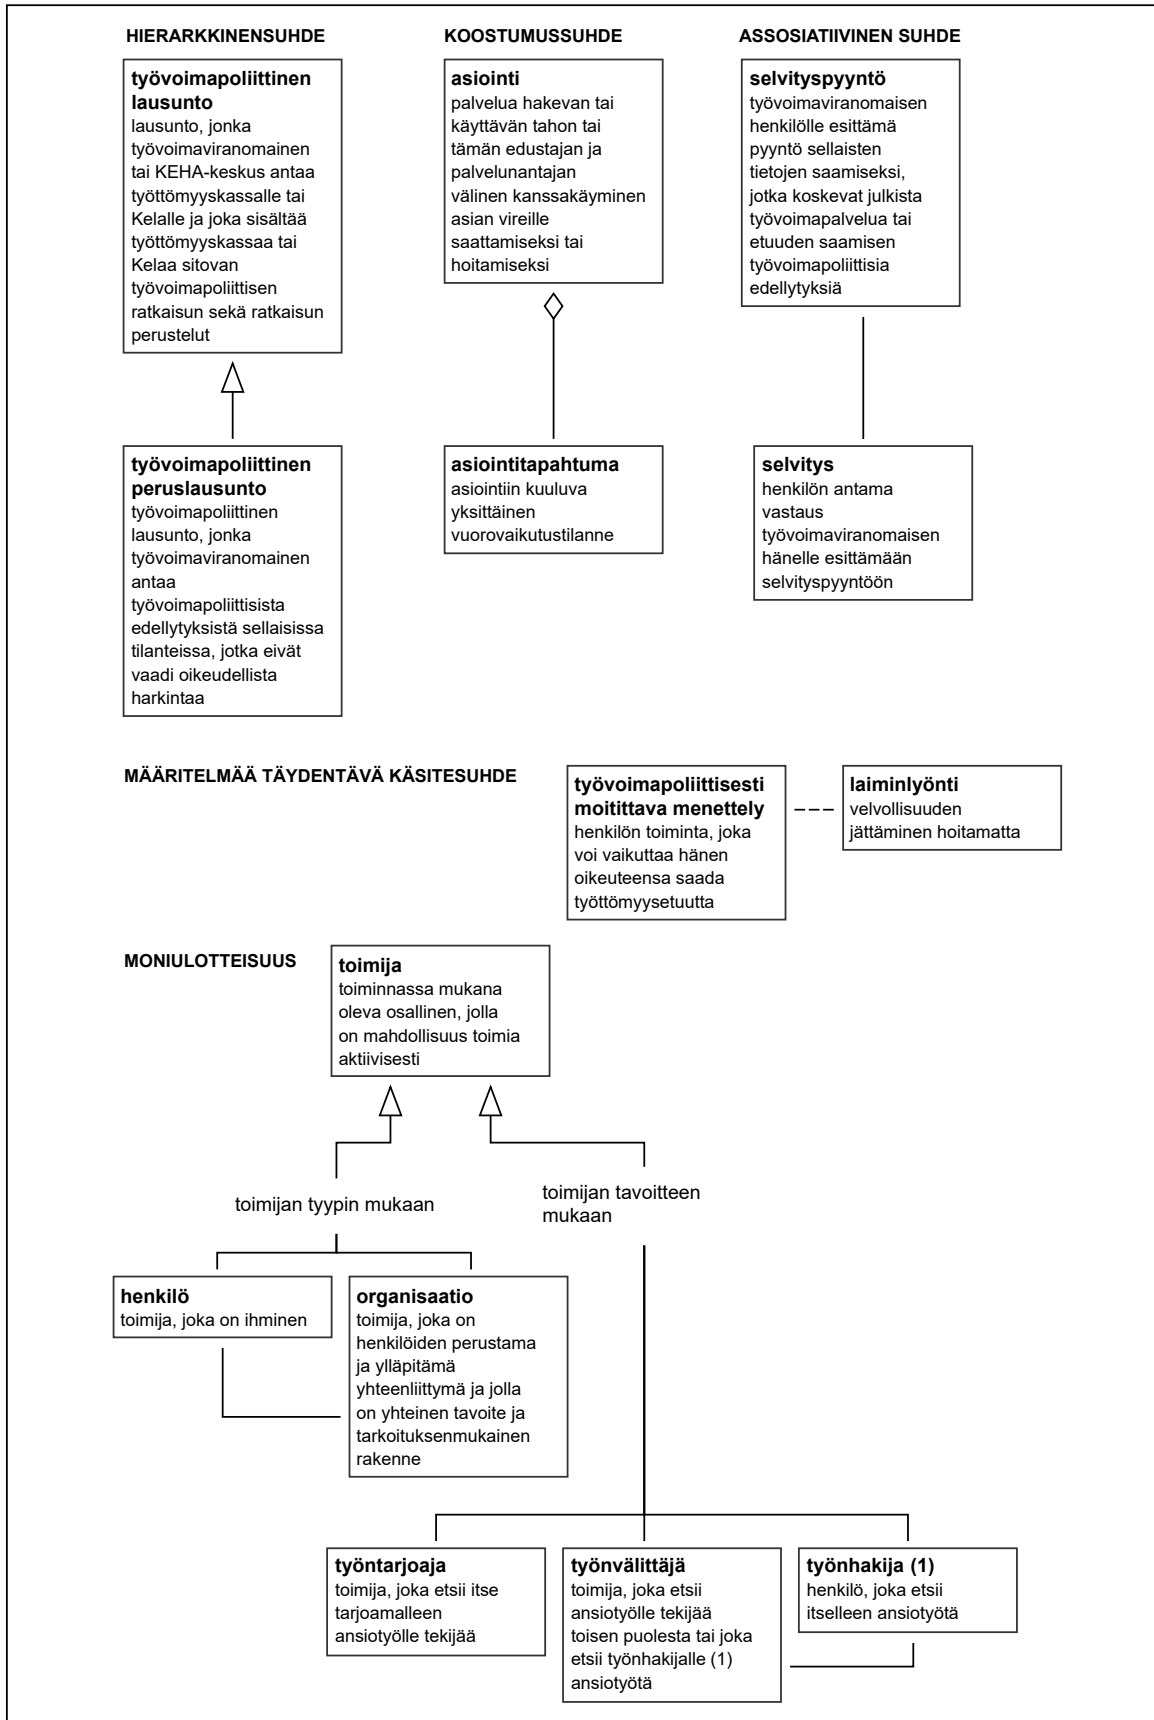 HIERARKKINENSUHDE
työvoimapoliittinen
lausunto
lausunto, jonka
työvoimaviranomainen
tai KEHA-keskus antaa
työttömyyskassalle tai
Kelalle ja joka sisältää
työttömyyskassaa tai
Kelaa sitovan
työvoimapoliittisen
ratkaisun sekä ratkaisun
perustelut
työvoimapoliittinen
peruslausunto
työvoimapoliittinen
lausunto, jonka
työvoimaviranomainen
antaa
työvoimapoliittisista
edellytyksistä sellaisissa
tilanteissa, jotka eivät
vaadi oikeudellista
harkintaa
KOOSTUMUSSUHDE
asiointi
palvelua hakevan tai
käyttävän tahon tai
tämän edustajan ja
palvelunantajan
välinen kanssakäyminen
asian vireille
saattamiseksi tai
hoitamiseksi
asiointitapahtuma
asiointiin kuuluva
yksittäinen
vuorovaikutustilanne
ASSOSIATIIVINEN SUHDE
selvityspyyntö
työvoimaviranomaisen
henkilölle esittämä
pyyntö sellaisten
tietojen saamiseksi,
jotka koskevat julkista
työvoimapalvelua tai
etuuden saamisen
työvoimapoliittisia
edellytyksiä
selvitys
henkilön antama
vastaus
työvoimaviranomaisen
hänelle esittämään
selvityspyyntöön
MÄÄRITELMÄÄ TÄYDENTÄVÄ KÄSITESUHDE
työvoimapoliittisesti
moitittava menettely
henkilön toiminta, joka
voi vaikuttaa hänen
oikeuteensa saada
työttömyysetuutta
laiminlyönti
velvollisuuden
jättäminen hoitamatta
MONIULOTTEISUUS
toimija
toiminnassa mukana
oleva osallinen, jolla
on mahdollisuus toimia
aktiivisesti
toimijan tyypin mukaan
toimijan tavoitteen
mukaan
henkilö
toimija, joka on ihminen
organisaatio
toimija, joka on
henkilöiden perustama
ja ylläpitämä
yhteenliittymä ja jolla
on yhteinen tavoite ja
tarkoituksenmukainen
rakenne
työntarjoaja
toimija, joka etsii itse
tarjoamalleen
ansiotyölle tekijää
työnvälittäjä
toimija, joka etsii
ansiotyölle tekijää
toisen puolesta tai joka
etsii työnhakijalle (1)
ansiotyötä
työnhakija (1)
henkilö, joka etsii
itselleen ansiotyötä